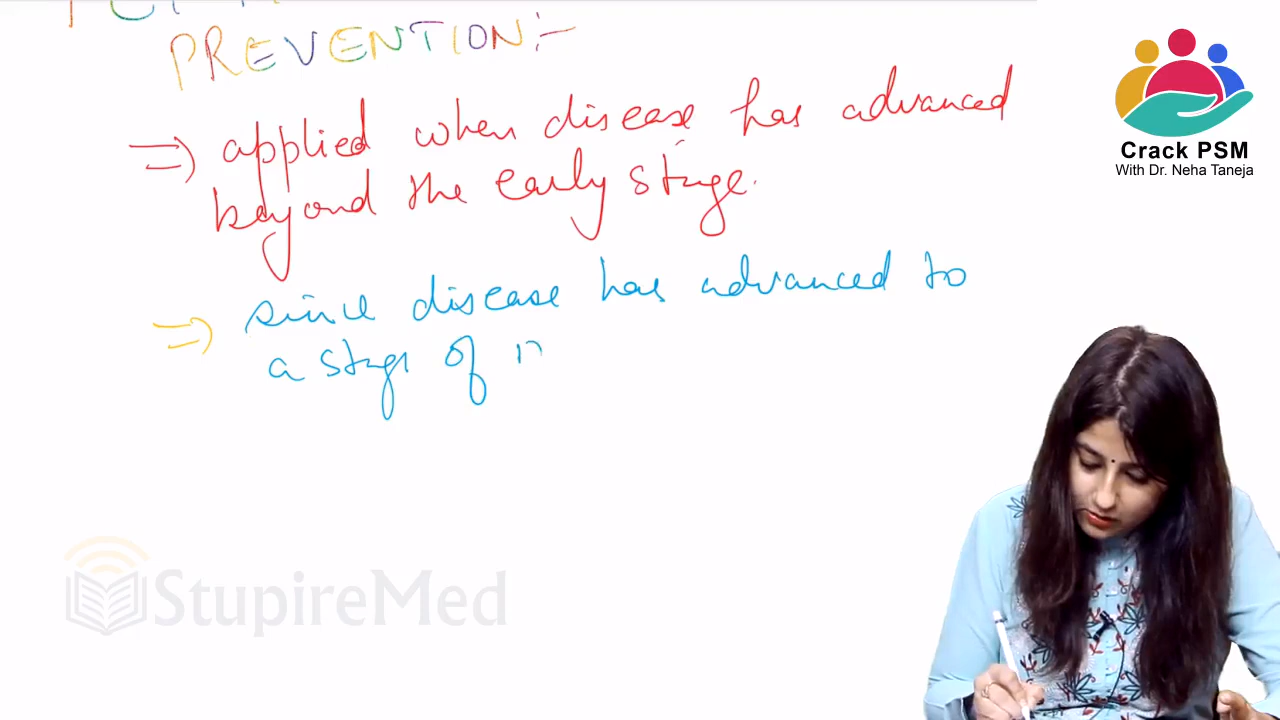 PREVENTION:-
⇒ applied when disease has advanced
beyond the early stage.
⇒ since disease has advanced to
a stage of
Crack PSM
With Dr. Neha Taneja
StupireMed